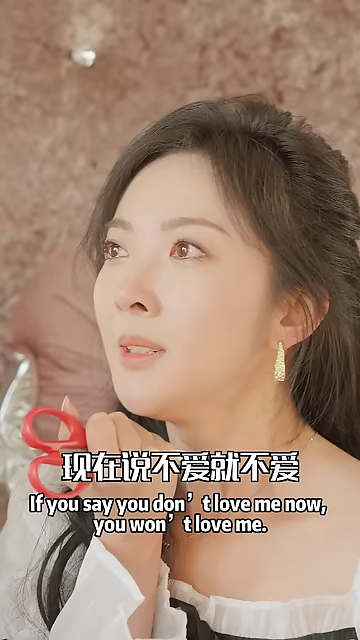 现在说不爱就不爱
If you say you don't love me now,
you won't love me.